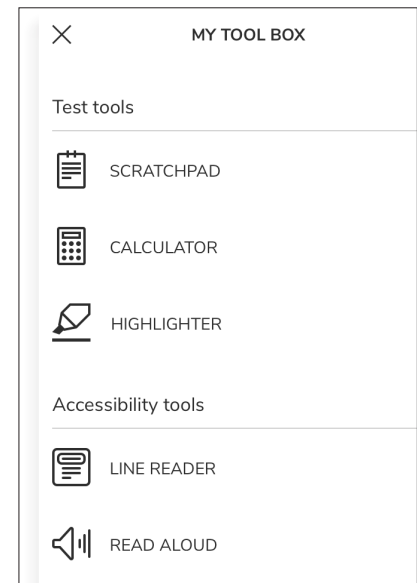 MY TOOL BOX
Test tools
SCRATCHPAD
CALCULATOR
HIGHLIGHTER
Accessibility tools
LINE READER
READ ALOUD